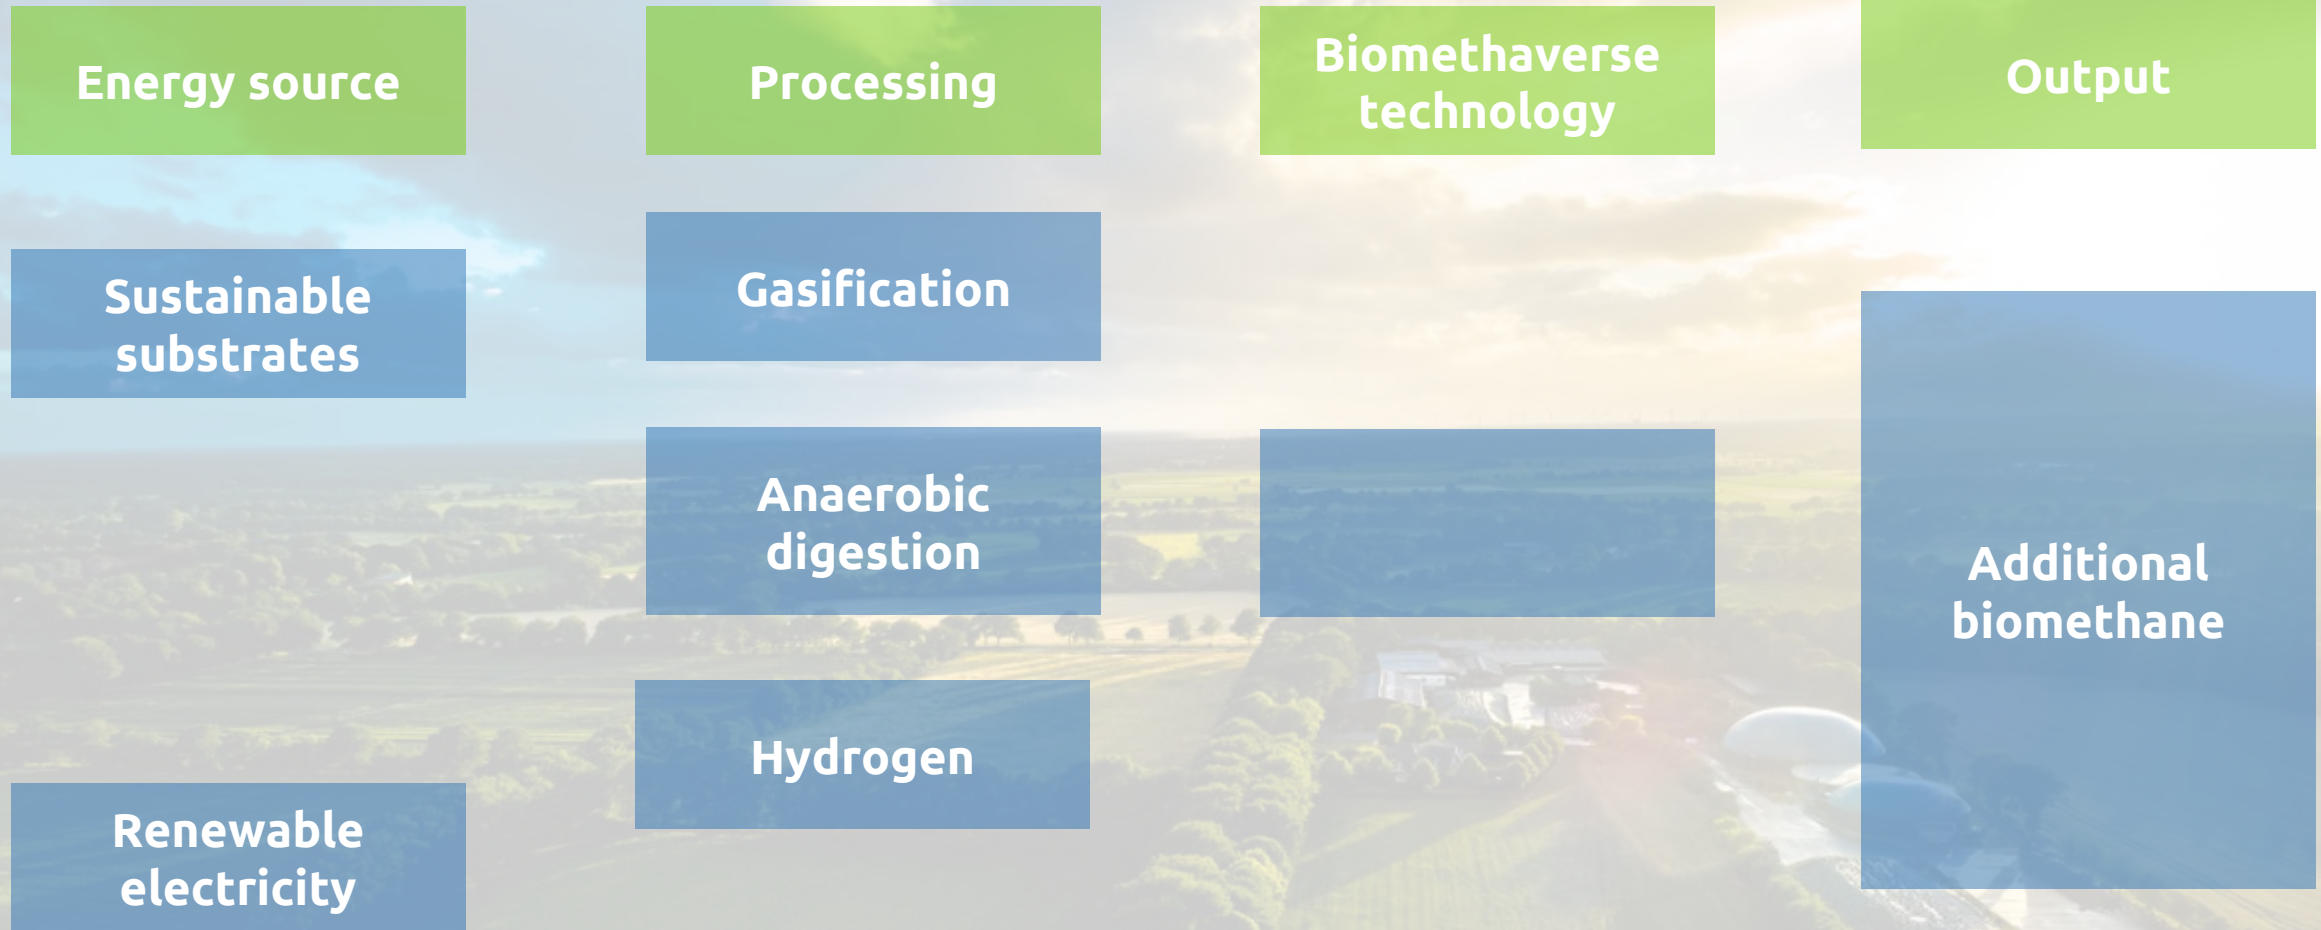 Energy source
Processing
Biomethaverse
technology
Output
Sustainable
substrates
Gasification
Anaerobic
digestion
Additional
biomethane
Hydrogen
Renewable
electricity